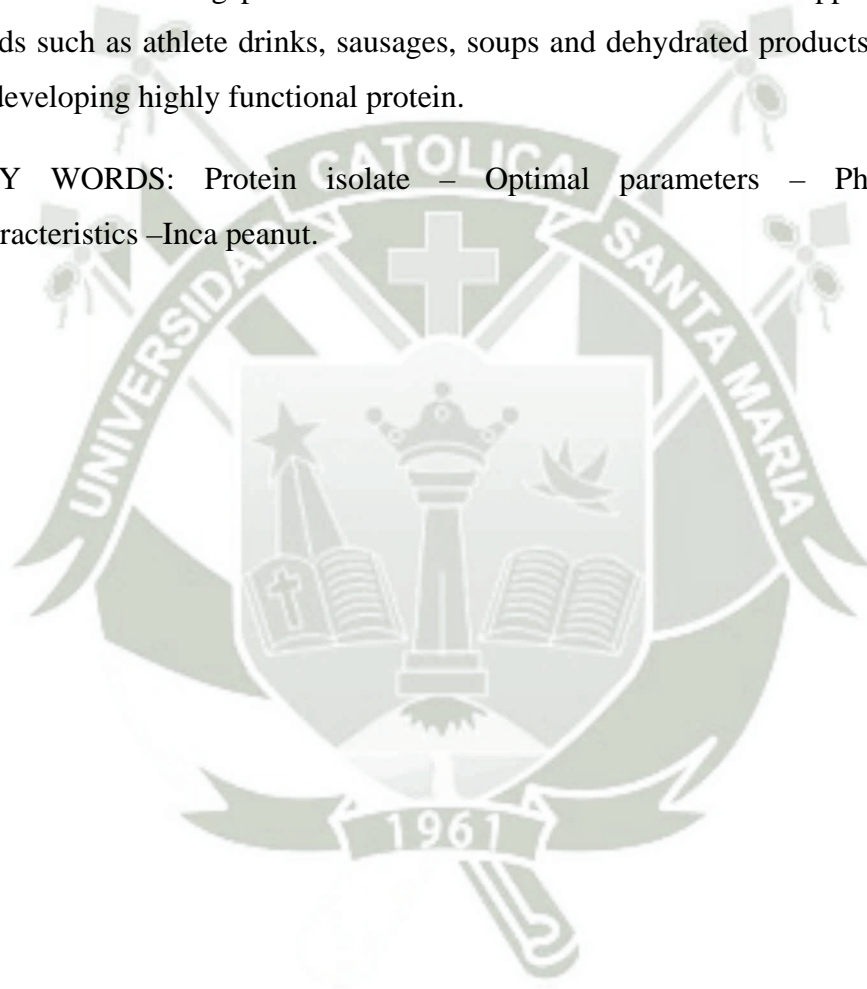 ds such as athlete drinks, sausages, soups and dehydrated products
developing highly functional protein.
Y WORDS: Protein isolate – Optimal parameters – Ph
racteristics –Inca peanut.
UNIVERSIDAD CATOLICA SANTA MARIA
1961